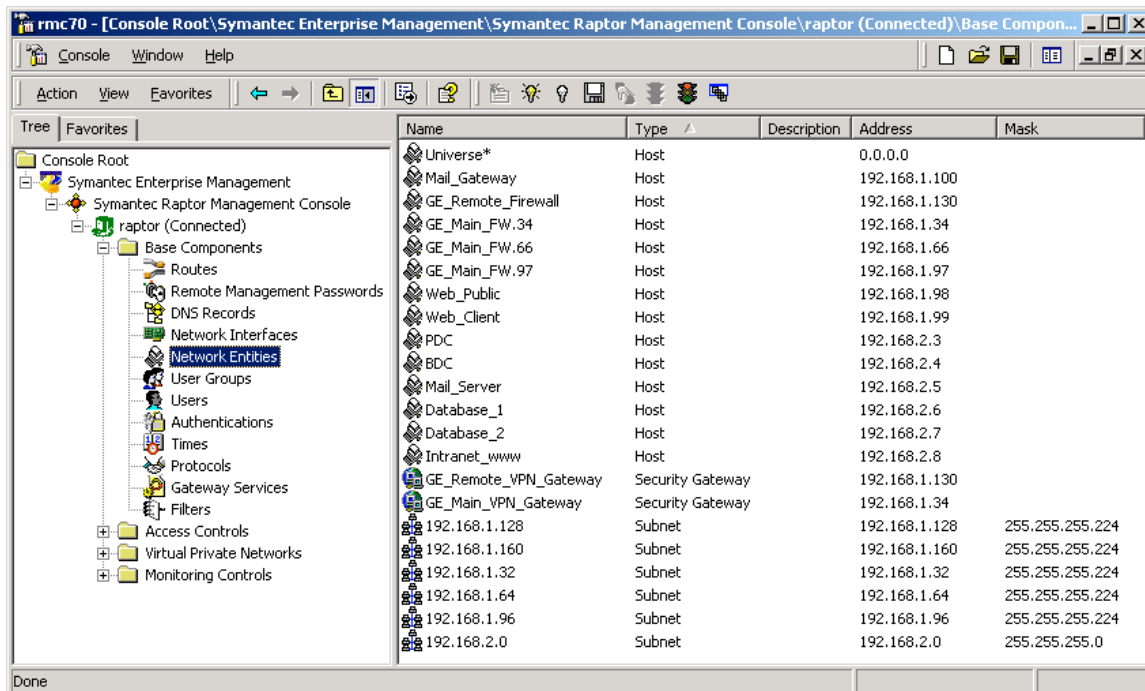 rmc70 - [Console Root\Symantec Enterprise Management\Symantec Raptor Management Console\raptor (Connected)\Base Compon...
Console Window Help
Action View Favorites
Tree Favorites
Console Root
Symantec Enterprise Management
Symantec Raptor Management Console
raptor (Connected)
Base Components
Routes
Remote Management Passwords
DNS Records
Network Interfaces
Network Entities
User Groups
Users
Authentications
Times
Protocols
Gateway Services
Filters
Access Controls
Virtual Private Networks
Monitoring Controls
Name Type Description Address Mask
Universe* Host 0.0.0.0
Mail_Gateway Host 192.168.1.100
GE_Remote_Firewall Host 192.168.1.130
GE_Main_FW.34 Host 192.168.1.34
GE_Main_FW.66 Host 192.168.1.66
GE_Main_FW.97 Host 192.168.1.97
Web_Public Host 192.168.1.98
Web_Client Host 192.168.1.99
PDC Host 192.168.2.3
BDC Host 192.168.2.4
Mail_Server Host 192.168.2.5
Database_1 Host 192.168.2.6
Database_2 Host 192.168.2.7
Intranet_www Host 192.168.2.8
GE_Remote_VPN_Gateway Security Gateway 192.168.1.130
GE_Main_VPN_Gateway Security Gateway 192.168.1.34
192.168.1.128 Subnet 192.168.1.128 255.255.255.224
192.168.1.160 Subnet 192.168.1.160 255.255.255.224
192.168.1.32 Subnet 192.168.1.32 255.255.255.224
192.168.1.64 Subnet 192.168.1.64 255.255.255.224
192.168.1.96 Subnet 192.168.1.96 255.255.255.224
192.168.2.0 Subnet 192.168.2.0 255.255.255.0
Done